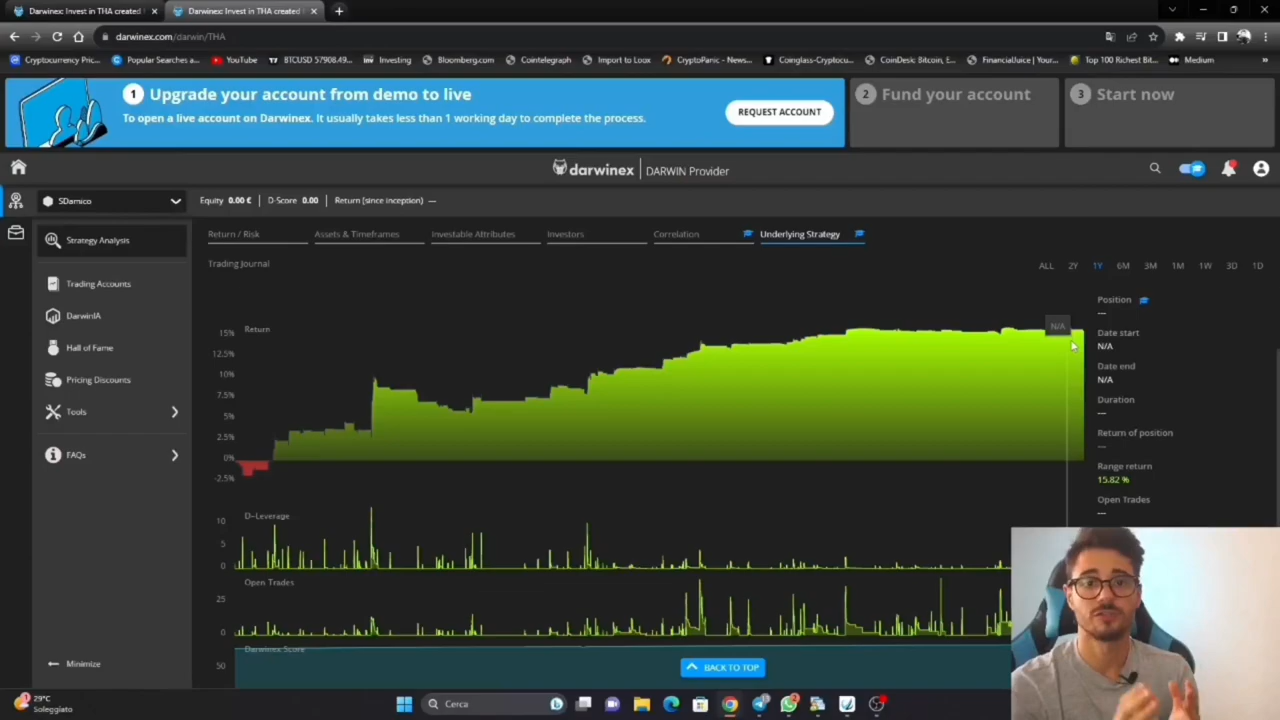 Darwinex: Invest in THA created
Darwinex: Invest in THA created
darwinex.com/darwin/THA
Cryptocurrency Pric...
Popular Searches a...
YouTube
BTCUSD 57908.49...
Inv Investing
Bloomberg.com
Cointelegraph
Import to Loox
CryptoPanic - News...
Coinglass-Cryptocu...
CoinDesk: Bitcoin, E...
FinancialJuice | Your...
Top 100 Richest Bit...
Medium
1 Upgrade your account from demo to live
To open a live account on Darwinex. It usually takes less than 1 working day to complete the process.
REQUEST ACCOUNT
2 Fund your account
3 Start now
darwinex | DARWIN Provider
SDamico
Equity 0.00 €
D-Score 0.00
Return (since inception) —
Strategy Analysis
Trading Accounts
DarwinIA
Hall of Fame
Pricing Discounts
Tools
FAQs
Minimize
Return / Risk
Assets & Timeframes
Investable Attributes
Investors
Correlation
Underlying Strategy
Trading Journal
ALL 2Y 1Y 6M 3M 1M 1W 3D 1D
Return
15%
12.5%
10%
7.5%
5%
2.5%
0%
-2.5%
N/A
Position
—
Date start
N/A
Date end
N/A
Duration
—
Return of position
—
Range return
15.82 %
Open Trades
—
D-Leverage
10
5
0
Open Trades
25
0
Darwinex Score
50
BACK TO TOP
29°C
Soleggiato
Cerca